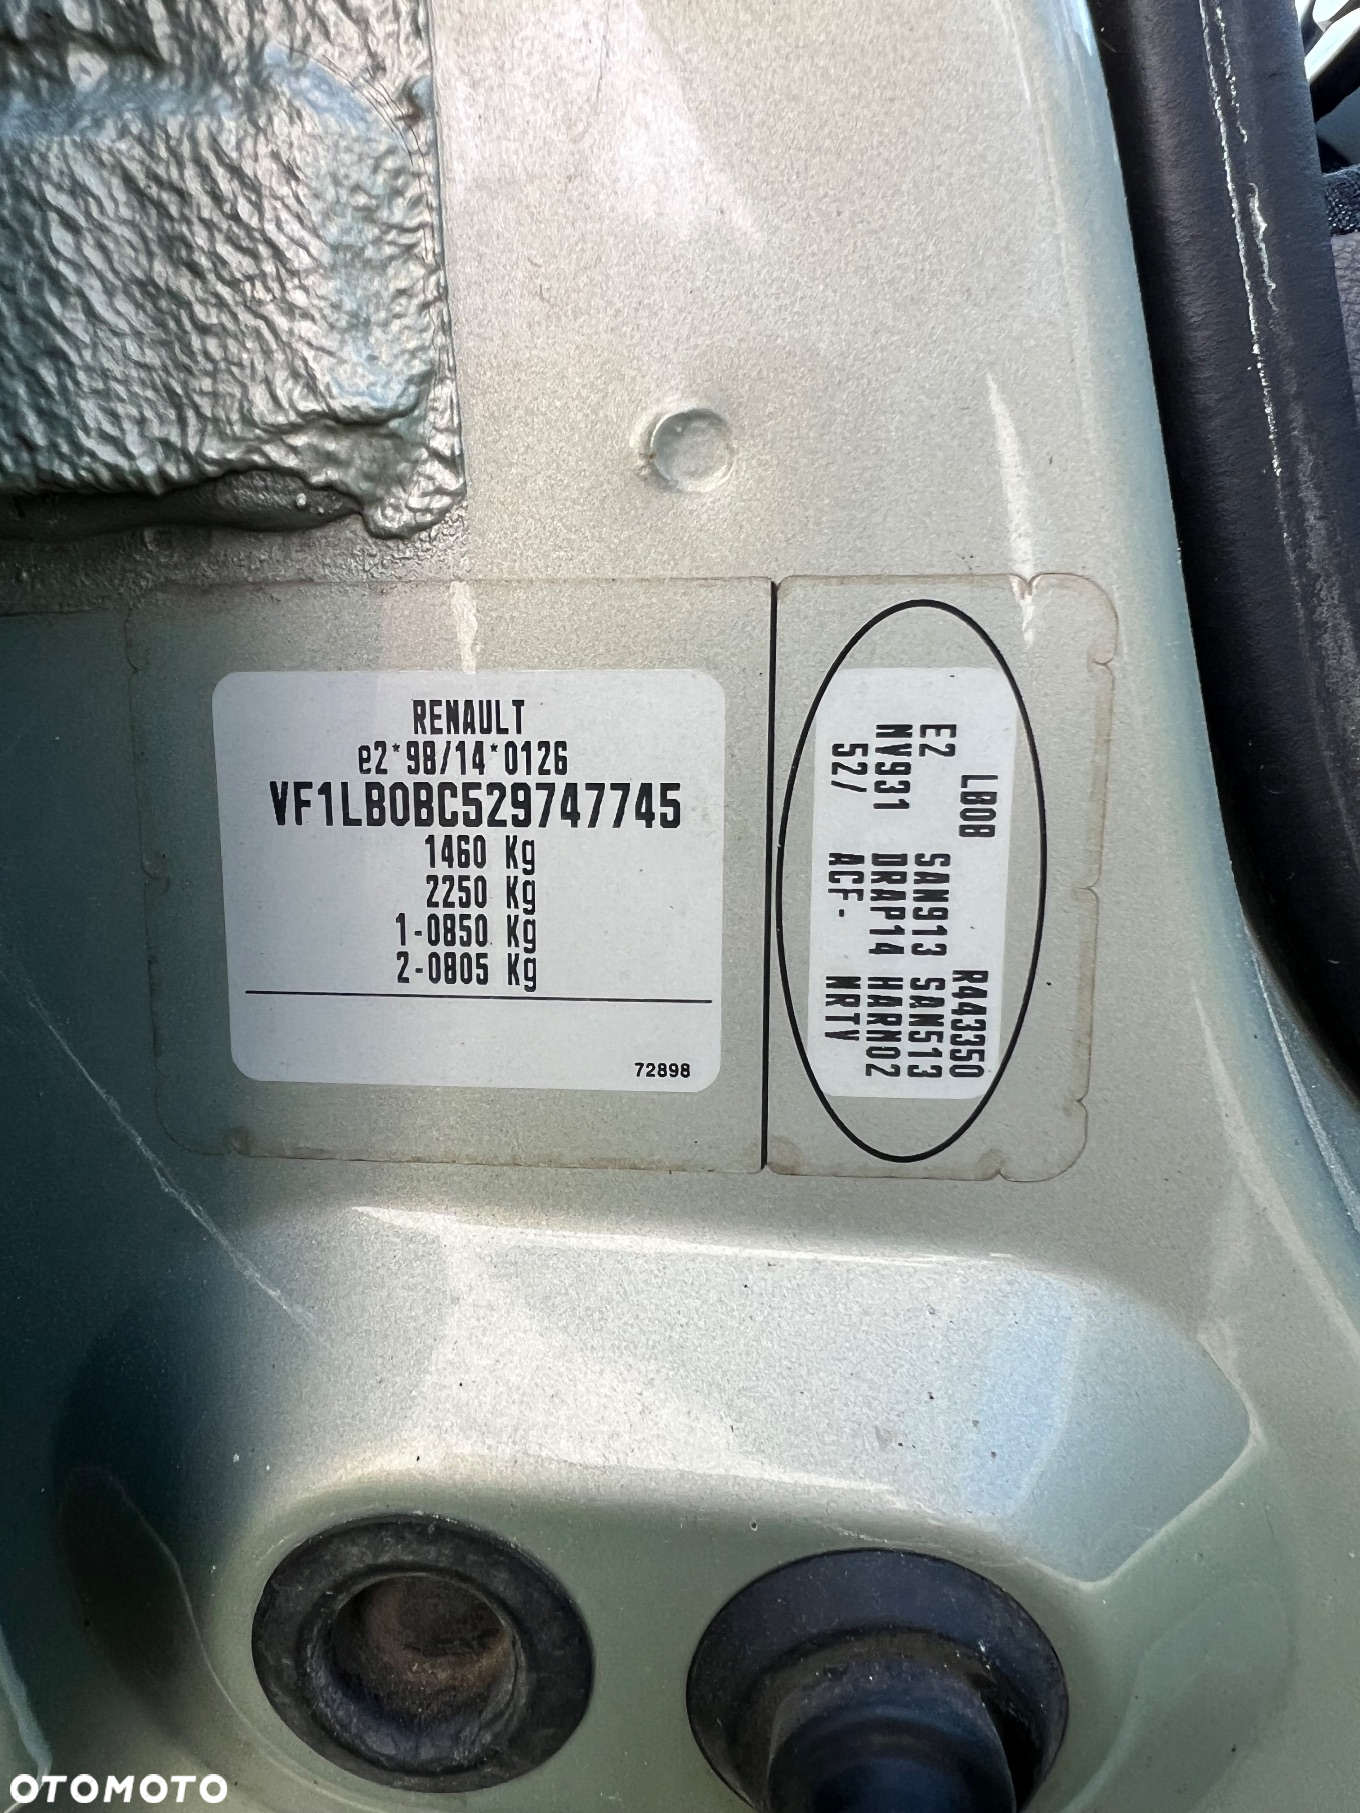 RENAULT
e2*98/14*0126
VF1LB0BC529747745
1460 Kg
2250 Kg
1-0850 Kg
2-0805 Kg
72898
LB0B R443350
E2 SAN913 SAN513
NV931 DRAP14 HARN02
52/ ACF- NRTV
OTOMOTO